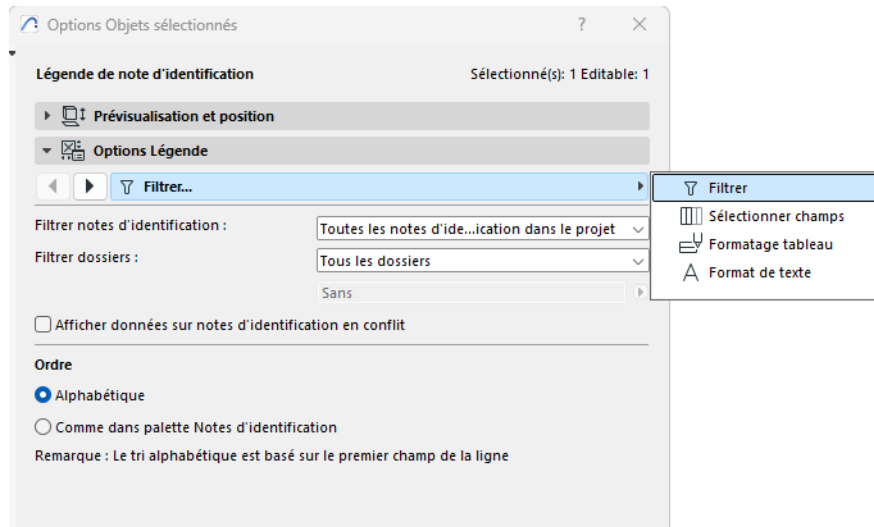 Options Objets sélectionnés
Légende de note d'identification Sélectionné(s): 1 Editable: 1
Prévisualisation et position
Options Légende
Filtrer...
Filtrer
Sélectionner champs
Formatage tableau
Format de texte
Filtrer notes d'identification : Toutes les notes d'ide...ication dans le projet
Filtrer dossiers : Tous les dossiers
Sans
Afficher données sur notes d'identification en conflit
Ordre
Alphabétique
Comme dans palette Notes d'identification
Remarque : Le tri alphabétique est basé sur le premier champ de la ligne